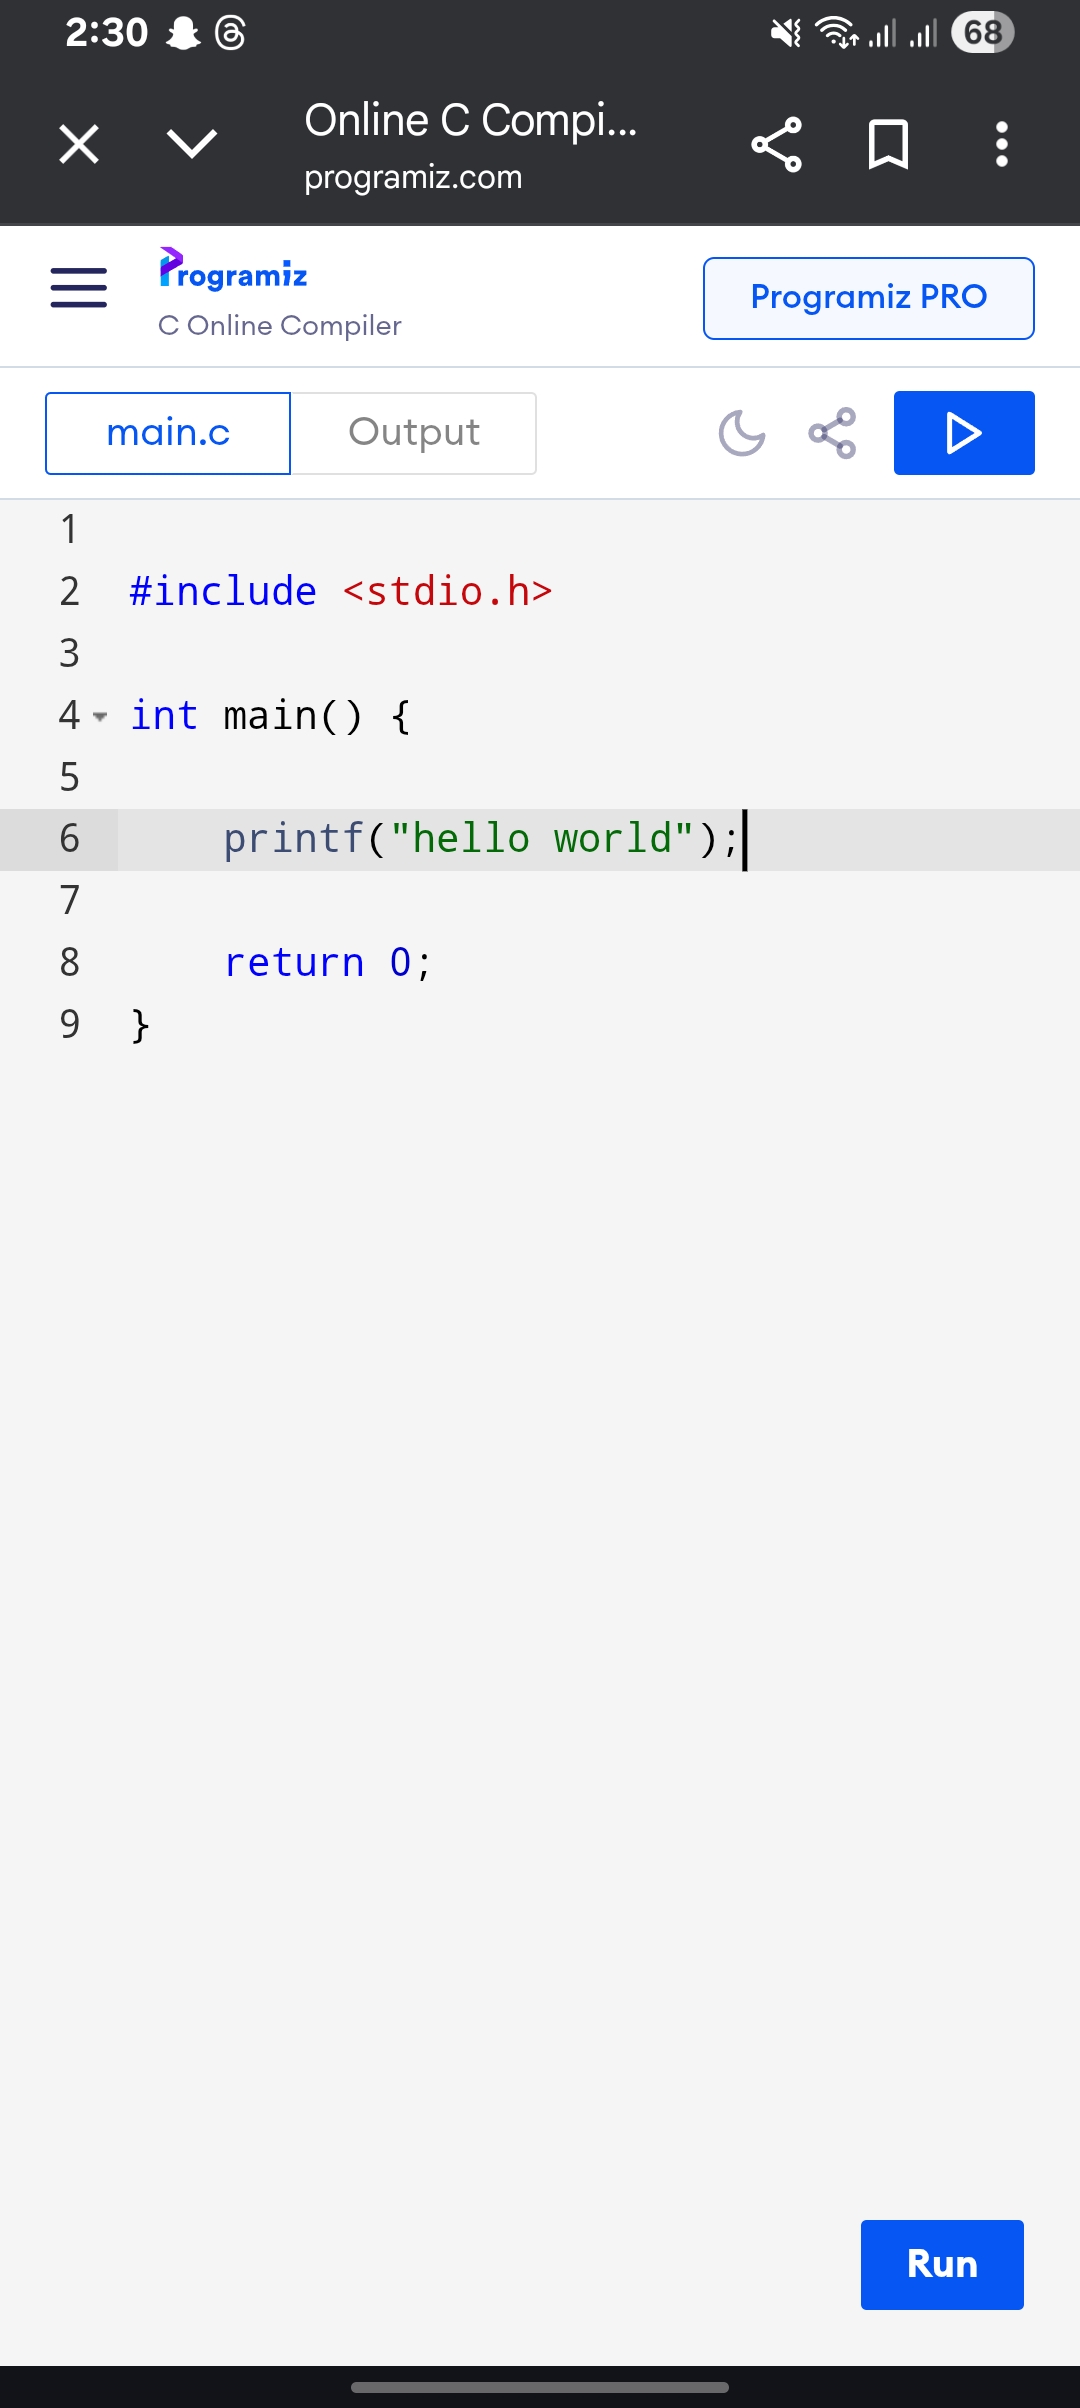 2:30
68
Online C Compi...
programiz.com
Programiz
C Online Compiler
Programiz PRO
main.c
Output
1
2 #include <stdio.h>
3
4 int main() {
5
6     printf("hello world");
7
8     return 0;
9 }
Run